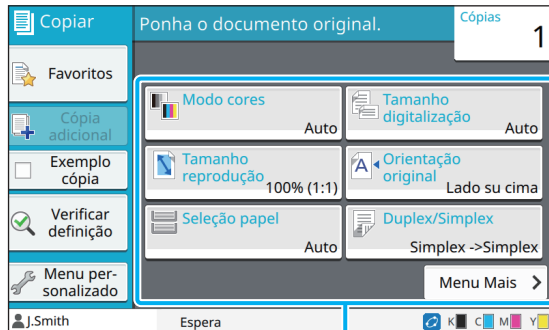 Copiar
Ponha o documento original.
Cópias
1
Favoritos
Cópia
adicional
Exemplo
cópia
Verificar
definição
Menu per-
sonalizado
Modo cores
Auto
Tamanho
digitalização
Auto
Tamanho
reprodução
100% (1:1)
Orientação
original
Lado su cima
Seleção papel
Auto
Duplex/Simplex
Simplex ->Simplex
Menu Mais
J.Smith
Espera
K C M Y